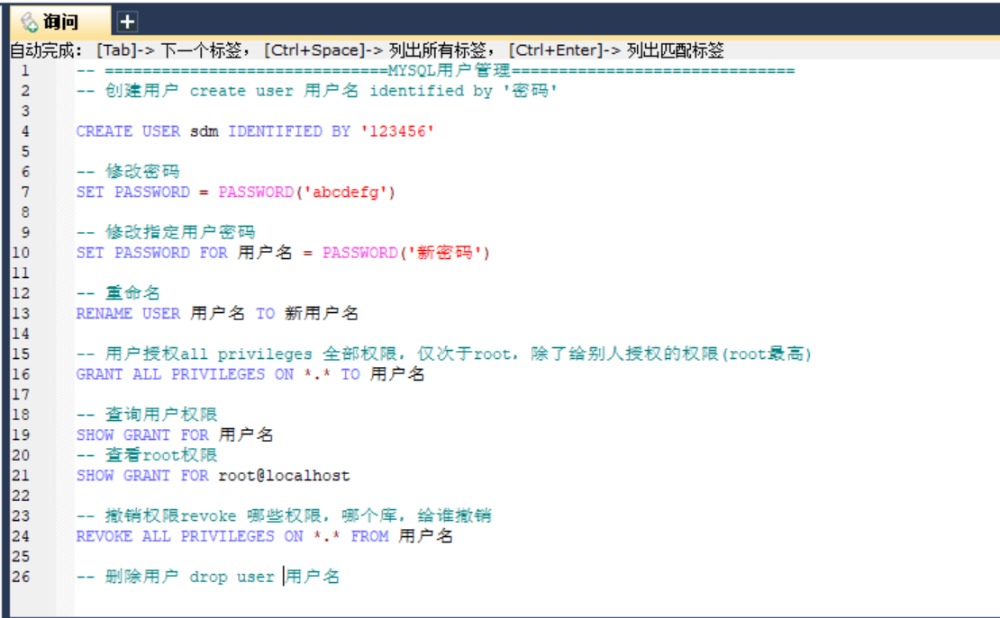 询问
自动完成： [Tab]-> 下一个标签， [Ctrl+Space]-> 列出所有标签， [Ctrl+Enter]-> 列出匹配标签
1 -- ==============================MYSQL用户管理==============================
2 -- 创建用户 create user 用户名 identified by '密码'
3
4 CREATE USER sdm IDENTIFIED BY '123456'
5
6 -- 修改密码
7 SET PASSWORD = PASSWORD('abcdefg')
8
9 -- 修改指定用户密码
10 SET PASSWORD FOR 用户名 = PASSWORD('新密码')
11
12 -- 重命名
13 RENAME USER 用户名 TO 新用户名
14
15 -- 用户授权all privileges 全部权限，仅次于root，除了给别人授权的权限(root最高)
16 GRANT ALL PRIVILEGES ON *.* TO 用户名
17
18 -- 查询用户权限
19 SHOW GRANT FOR 用户名
20 -- 查看root权限
21 SHOW GRANT FOR root@localhost
22
23 -- 撤销权限revoke 哪些权限，哪个库，给谁撤销
24 REVOKE ALL PRIVILEGES ON *.* FROM 用户名
25
26 -- 删除用户 drop user 用户名